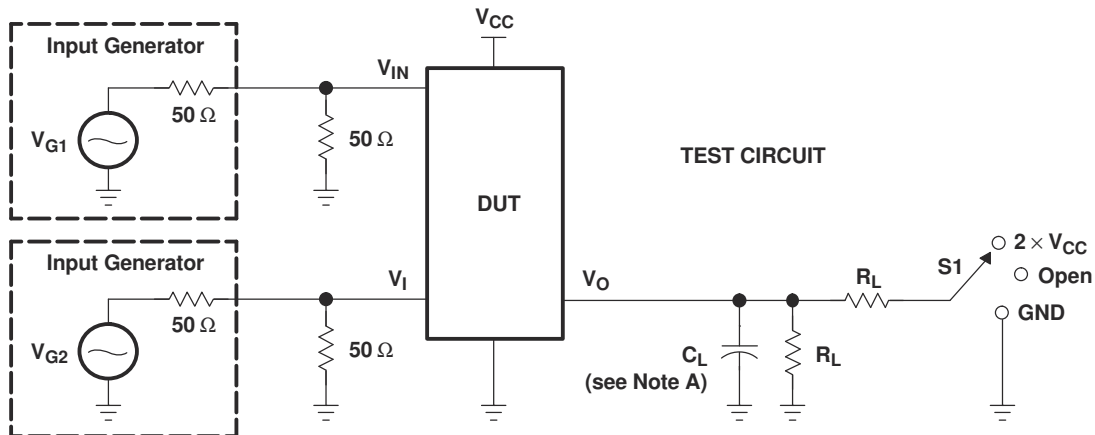 Input Generator
50 Ω
VG1
VIN
50 Ω
VCC
DUT
TEST CIRCUIT
Input Generator
50 Ω
VG2
VI
50 Ω
VO
CL
(see Note A)
RL
RL
S1
2 × VCC
Open
GND